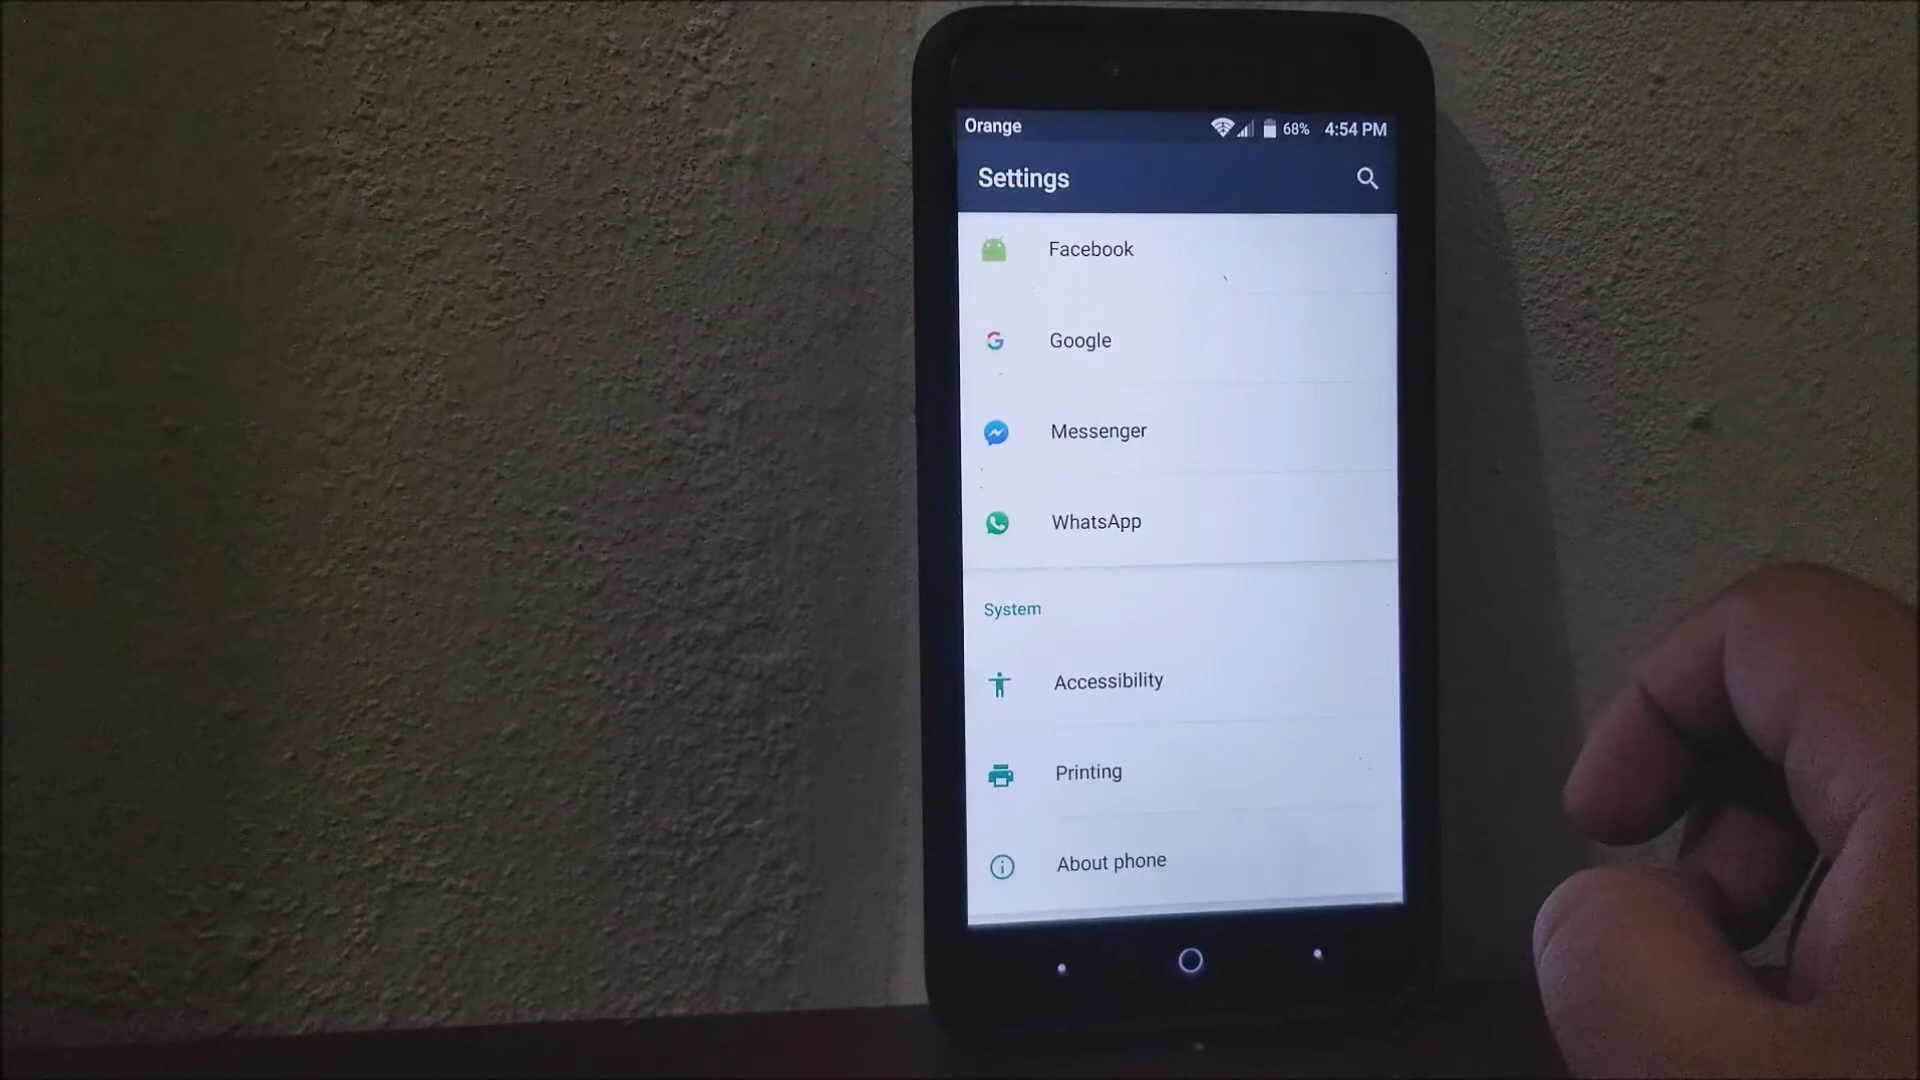 Orange 68% 4:54 PM
Settings
Facebook
Google
Messenger
WhatsApp
System
Accessibility
Printing
About phone